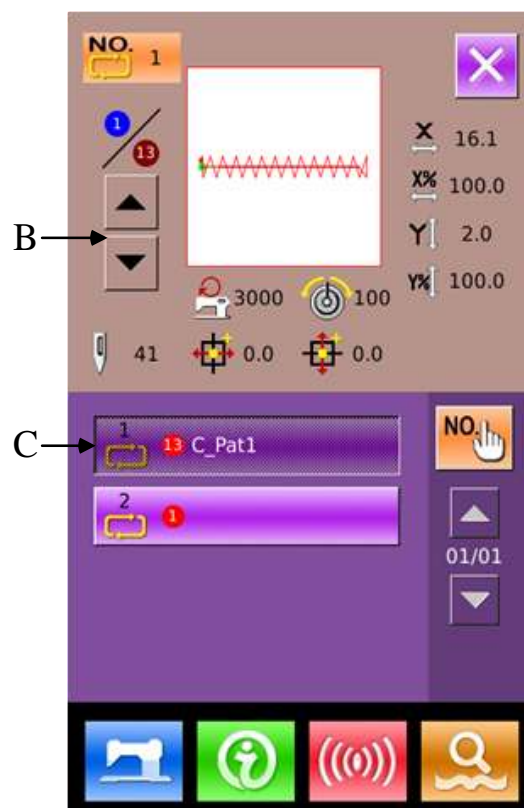 NO. 1
1
13
X 16.1
X% 100.0
B
Y 2.0
Y% 100.0
3000 100
41 0.0 0.0
C
1 13 C_Pat1
NO.
2 1
01/01